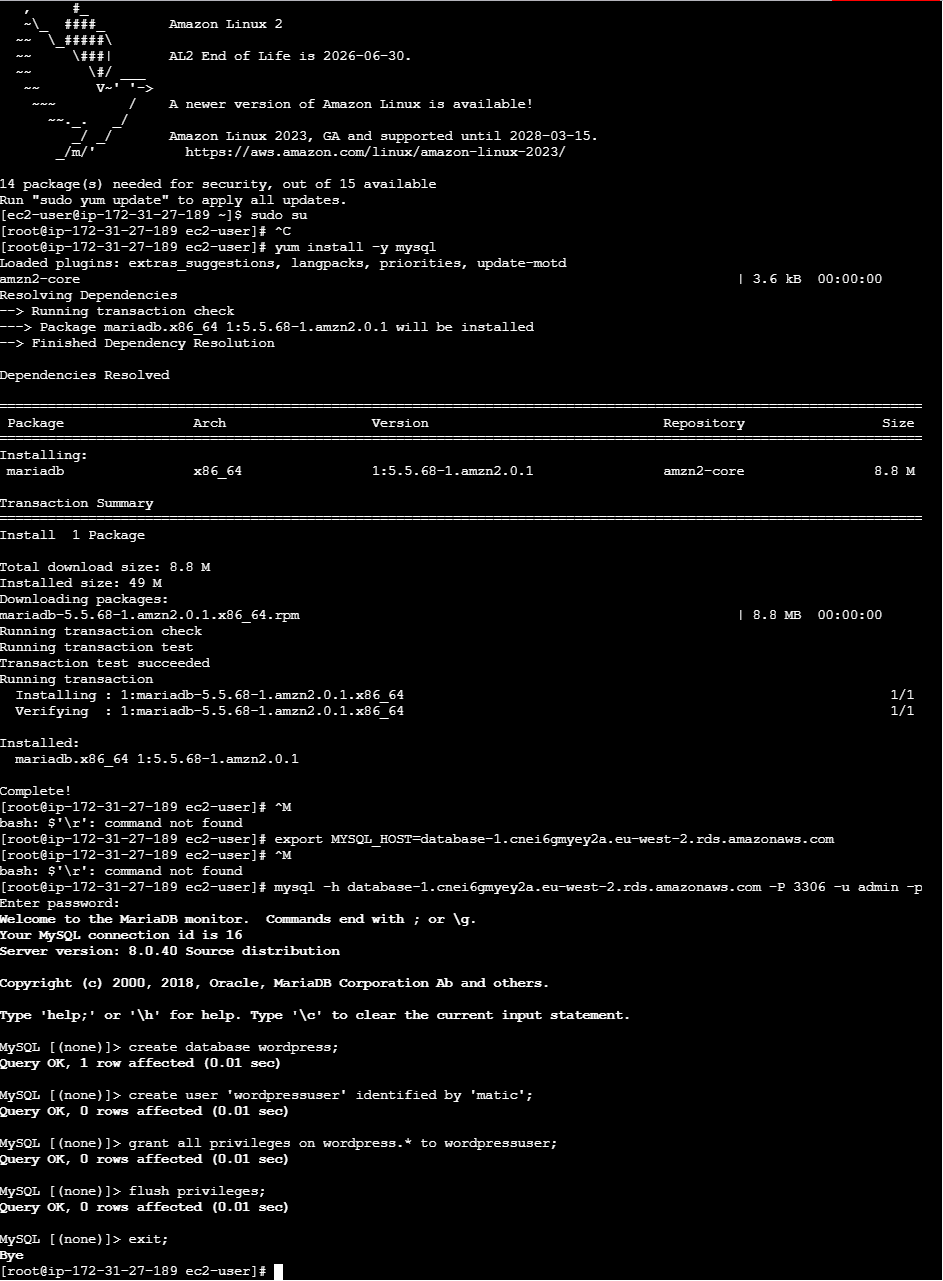 ,     #_
   ~\_  ####_        Amazon Linux 2
  ~~  \_#####\
  ~~     \###|       AL2 End of Life is 2026-06-30.
  ~~       \#/ ___
   ~~       V~' '->
    ~~~         /    A newer version of Amazon Linux is available!
      ~~._.   _/
         _/ _/       Amazon Linux 2023, GA and supported until 2028-03-15.
       _/m/'           https://aws.amazon.com/linux/amazon-linux-2023/
14 package(s) needed for security, out of 15 available
Run "sudo yum update" to apply all updates.
[ec2-user@ip-172-31-27-189 ~]$ sudo su
[root@ip-172-31-27-189 ec2-user]# ^C
[root@ip-172-31-27-189 ec2-user]# yum install -y mysql
Loaded plugins: extras_suggestions, langpacks, priorities, update-motd
amzn2-core                                                                                 | 3.6 kB  00:00:00
Resolving Dependencies
--> Running transaction check
---> Package mariadb.x86_64 1:5.5.68-1.amzn2.0.1 will be installed
--> Finished Dependency Resolution
Dependencies Resolved
==================================================================================================================
 Package                Arch                  Version                             Repository                 Size
==================================================================================================================
Installing:
 mariadb                x86_64                1:5.5.68-1.amzn2.0.1                amzn2-core                8.8 M
Transaction Summary
==================================================================================================================
Install  1 Package
Total download size: 8.8 M
Installed size: 49 M
Downloading packages:
mariadb-5.5.68-1.amzn2.0.1.x86_64.rpm                                                      | 8.8 MB  00:00:00
Running transaction check
Running transaction test
Transaction test succeeded
Running transaction
  Installing : 1:mariadb-5.5.68-1.amzn2.0.1.x86_64                                                            1/1
  Verifying  : 1:mariadb-5.5.68-1.amzn2.0.1.x86_64                                                            1/1
Installed:
  mariadb.x86_64 1:5.5.68-1.amzn2.0.1
Complete!
[root@ip-172-31-27-189 ec2-user]# ^M
bash: $'\r': command not found
[root@ip-172-31-27-189 ec2-user]# export MYSQL_HOST=database-1.cnei6gmyey2a.eu-west-2.rds.amazonaws.com
[root@ip-172-31-27-189 ec2-user]# ^M
bash: $'\r': command not found
[root@ip-172-31-27-189 ec2-user]# mysql -h database-1.cnei6gmyey2a.eu-west-2.rds.amazonaws.com -P 3306 -u admin -p
Enter password:
Welcome to the MariaDB monitor.  Commands end with ; or \g.
Your MySQL connection id is 16
Server version: 8.0.40 Source distribution
Copyright (c) 2000, 2018, Oracle, MariaDB Corporation Ab and others.
Type 'help;' or '\h' for help. Type '\c' to clear the current input statement.
MySQL [(none)]> create database wordpress;
Query OK, 1 row affected (0.01 sec)
MySQL [(none)]> create user 'wordpressuser' identified by 'matic';
Query OK, 0 rows affected (0.01 sec)
MySQL [(none)]> grant all privileges on wordpress.* to wordpressuser;
Query OK, 0 rows affected (0.01 sec)
MySQL [(none)]> flush privileges;
Query OK, 0 rows affected (0.01 sec)
MySQL [(none)]> exit;
Bye
[root@ip-172-31-27-189 ec2-user]#